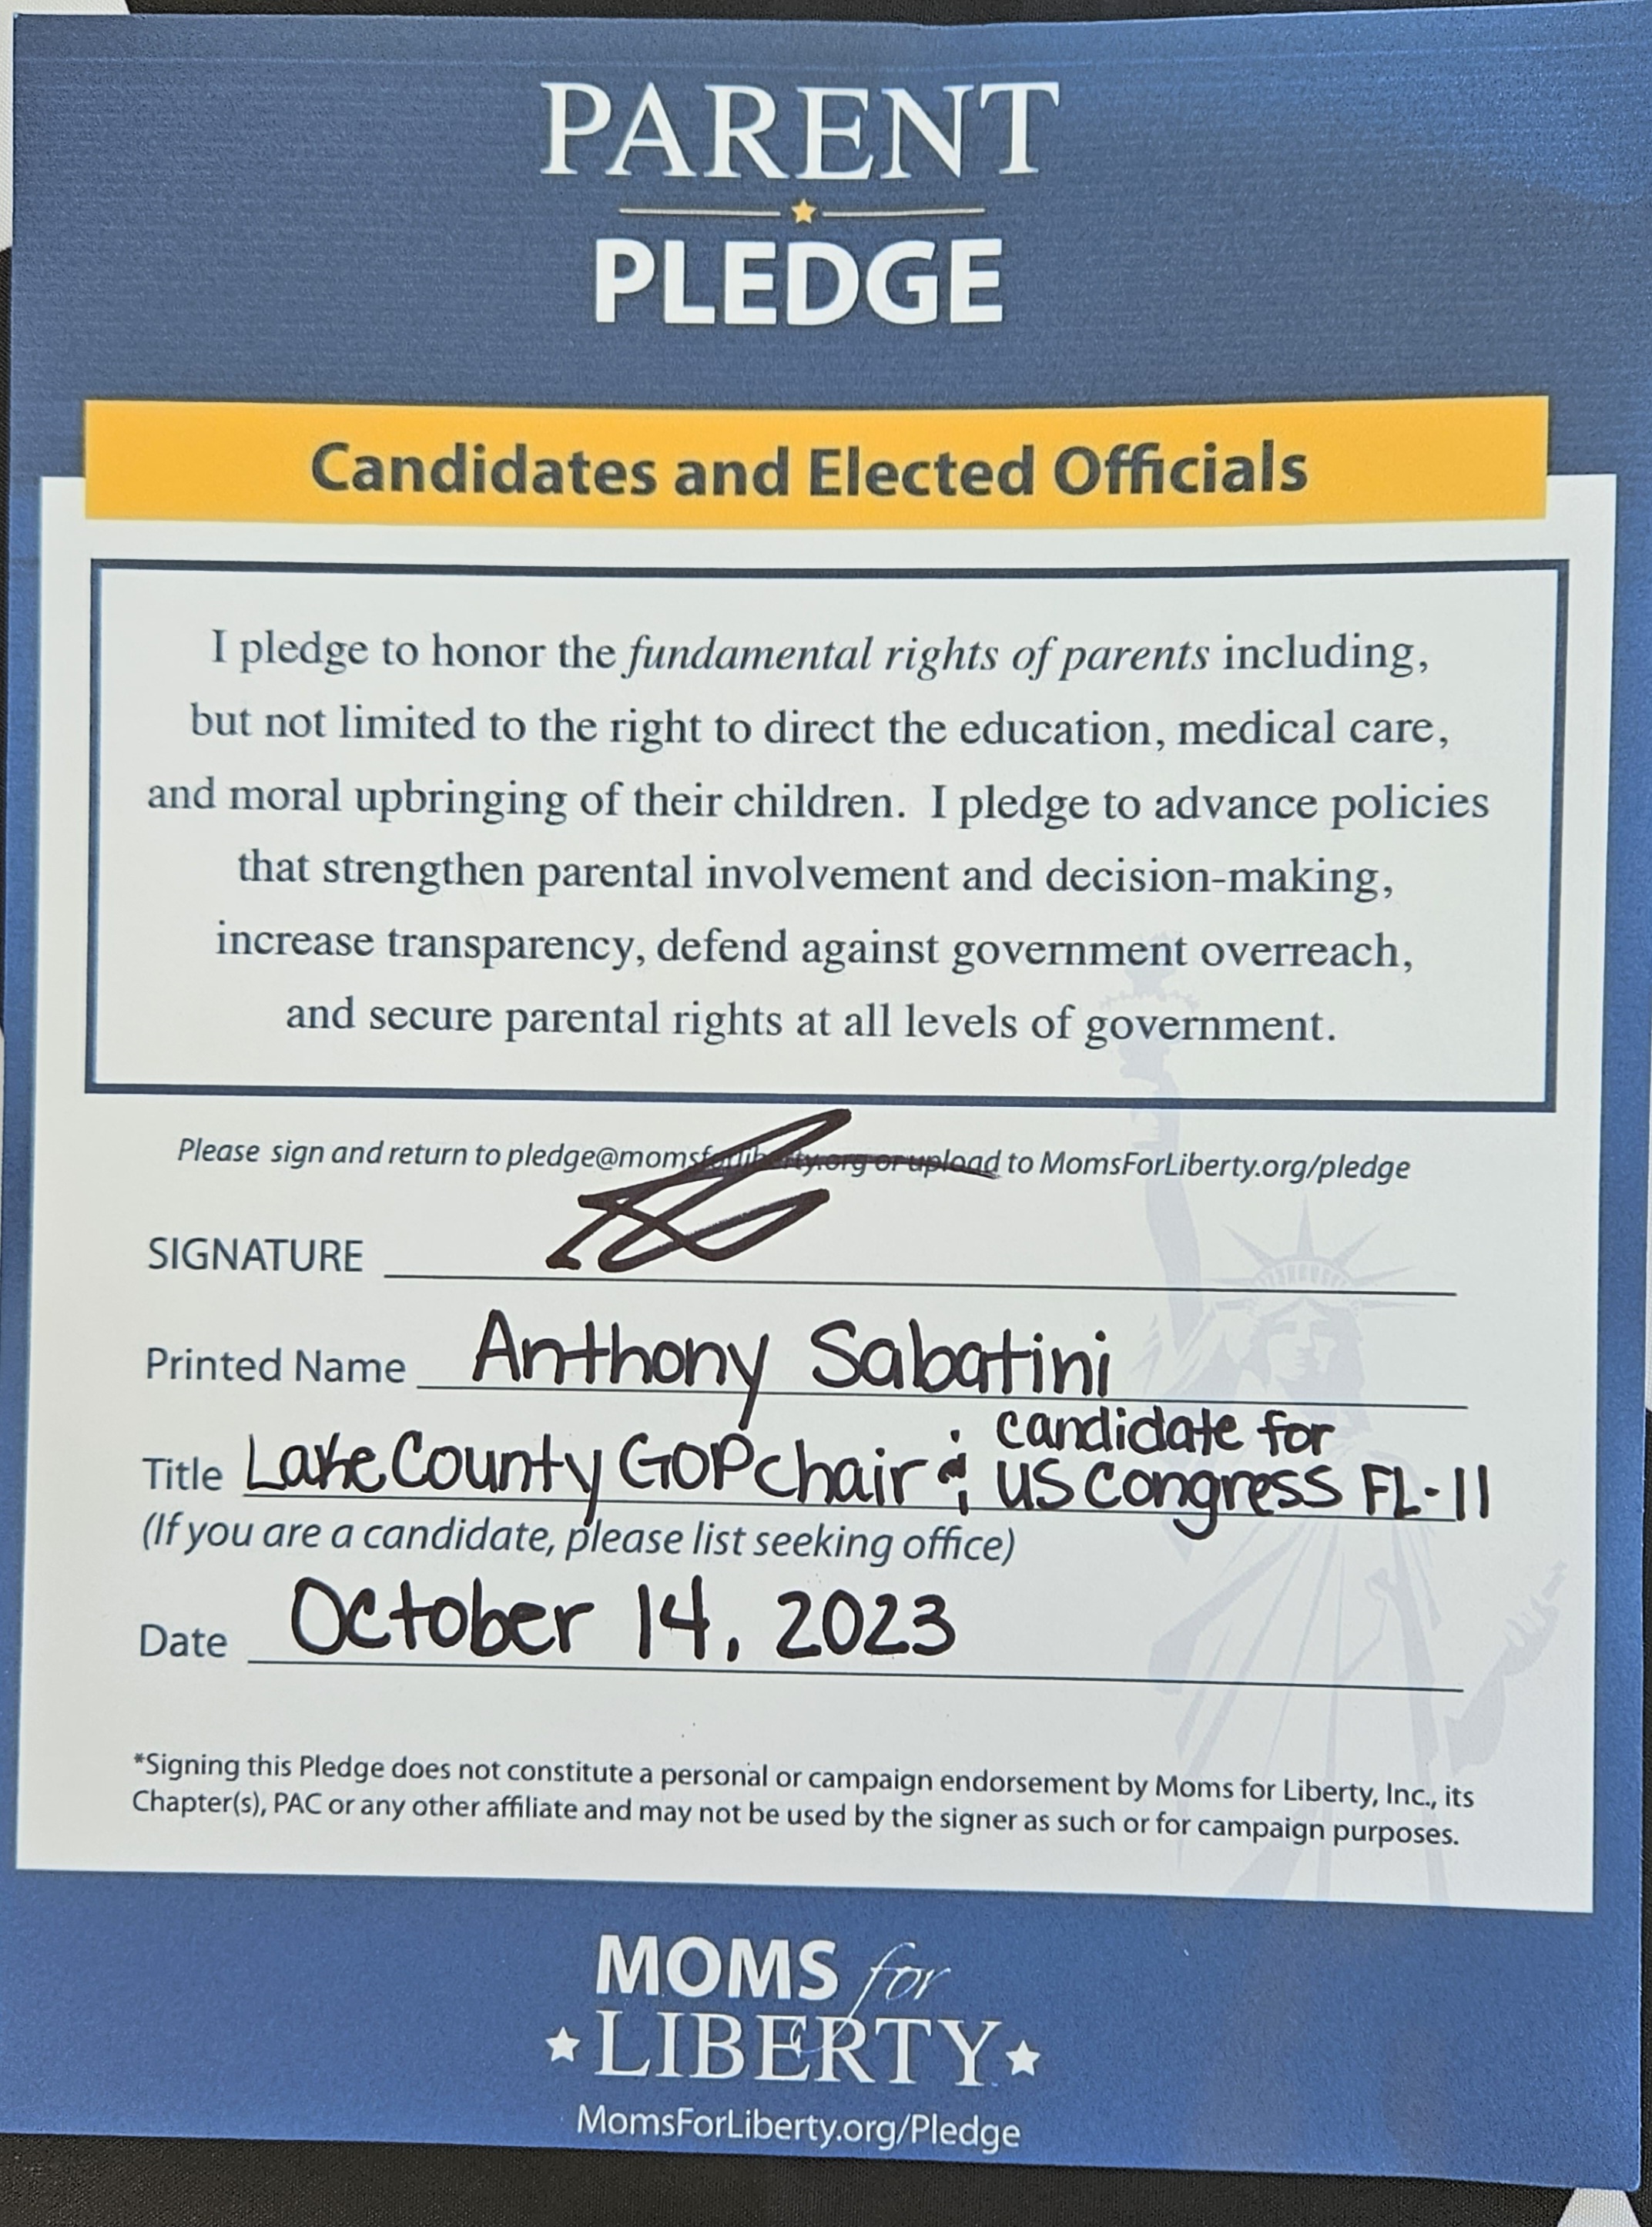 PARENT
PLEDGE
Candidates and Elected Officials
I pledge to honor the fundamental rights of parents including,
but not limited to the right to direct the education, medical care,
and moral upbringing of their children. I pledge to advance policies
that strengthen parental involvement and decision-making,
increase transparency, defend against government overreach,
and secure parental rights at all levels of government.
Please sign and return to pledge@momsforliberty.org or upload to MomsForLiberty.org/pledge
SIGNATURE
Printed Name Anthony Sabatini
candidate for
Title Lake County GOP chair & US Congress FL-11
(If you are a candidate, please list seeking office)
Date October 14, 2023
*Signing this Pledge does not constitute a personal or campaign endorsement by Moms for Liberty, Inc., its
Chapter(s), PAC or any other affiliate and may not be used by the signer as such or for campaign purposes.
MOMS for
LIBERTY
MomsForLiberty.org/Pledge